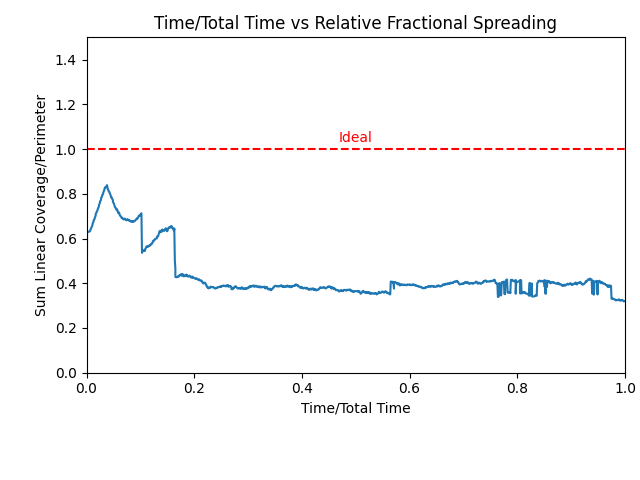 Time/Total Time vs Relative Fractional Spreading
Sum Linear Coverage/Perimeter
1.4
1.2
1.0
0.8
0.6
0.4
0.2
0.0
Ideal
0.0 0.2 0.4 0.6 0.8 1.0
Time/Total Time